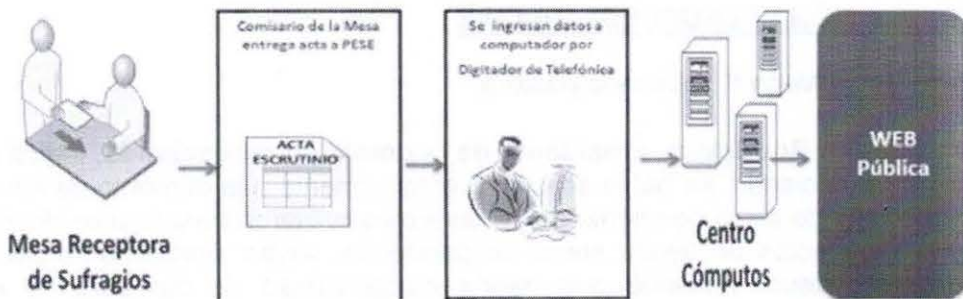 Mesa Receptora
de Sufragios
Comisario de la Mesa
entrega acta a PESE
ACTA
ESCRUTINIO
Se ingresan datos a
computador por
Digitador de Telefónica
Centro
Cómputos
WEB
Pública